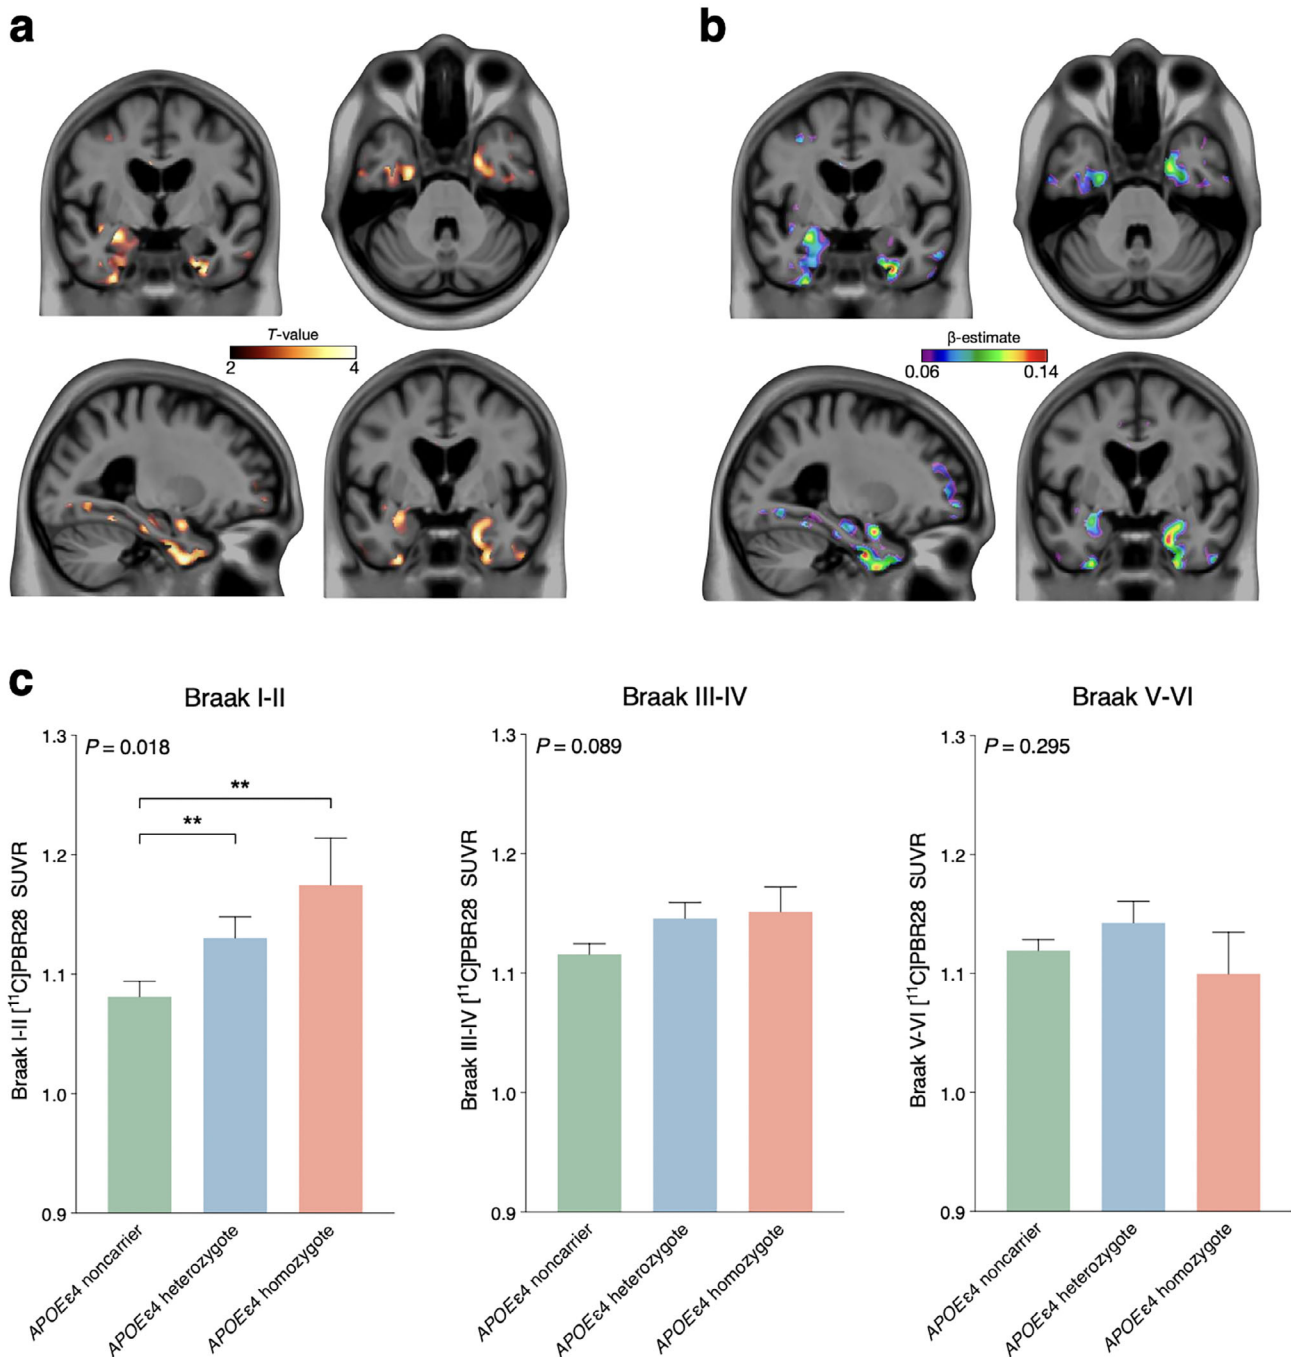 a
b
T-value
2 4
β-estimate
0.06 0.14
c
Braak I-II
P = 0.018
**
**
1.3
1.2
1.1
1.0
0.9
Braak I-II [¹¹C]PBR28 SUVR
APOEε4 noncarrier
APOEε4 heterozygote
APOEε4 homozygote
Braak III-IV
P = 0.089
1.3
1.2
1.1
1.0
0.9
Braak III-IV [¹¹C]PBR28 SUVR
APOEε4 noncarrier
APOEε4 heterozygote
APOEε4 homozygote
Braak V-VI
P = 0.295
1.3
1.2
1.1
1.0
0.9
Braak V-VI [¹¹C]PBR28 SUVR
APOEε4 noncarrier
APOEε4 heterozygote
APOEε4 homozygote